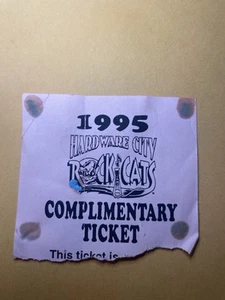 1995
HARDWARE CITY
ROCK CATS
COMPLIMENTARY
TICKET
This ticket is